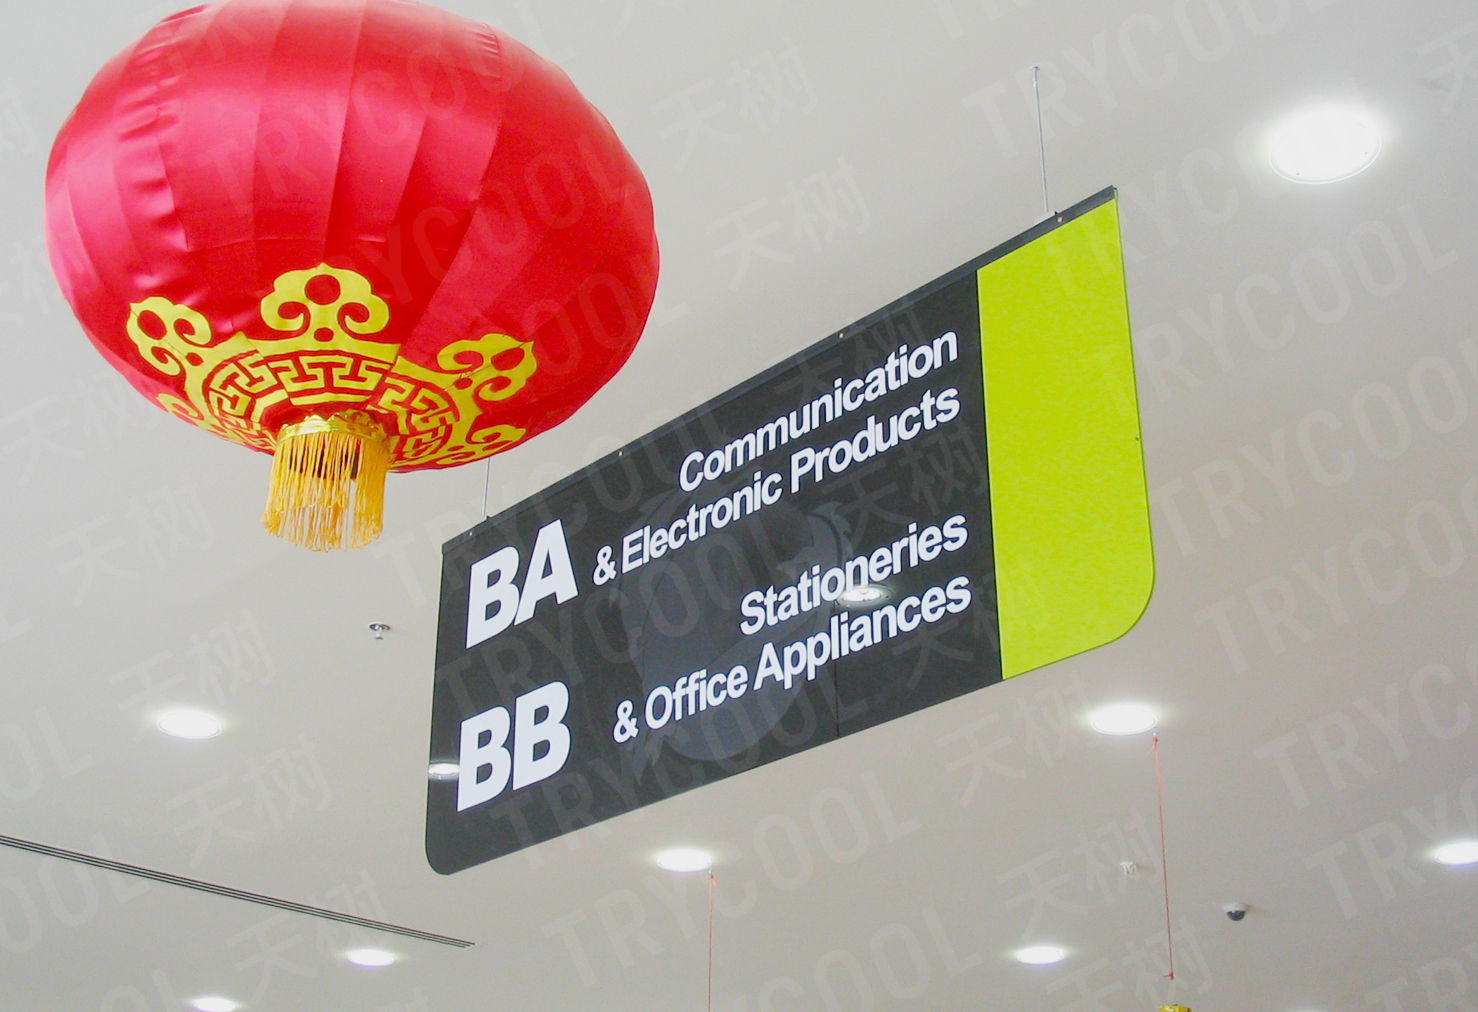 BA
Communication
& Electronic Products
BB
Stationeries
& Office Appliances
TRYCOOL 天树